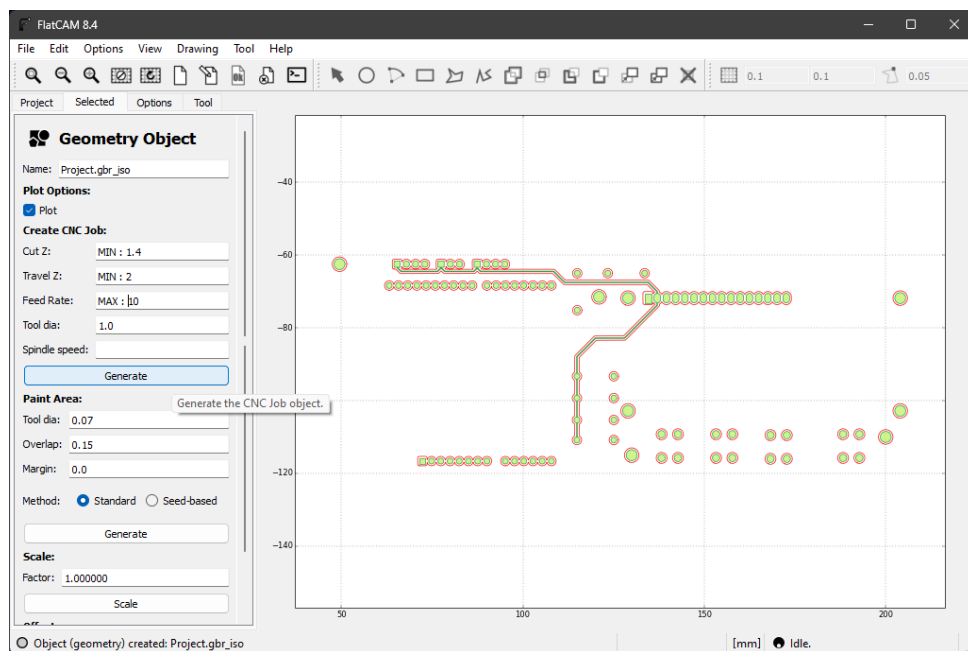 FlatCAM 8.4
File Edit Options View Drawing Tool Help
ok 0.1 0.1 0.05
Project Selected Options Tool
Geometry Object
Name: Project.gbr_iso
Plot Options:
Plot
Create CNC Job:
Cut Z: MIN : 1.4
Travel Z: MIN : 2
Feed Rate: MAX : 10
Tool dia: 1.0
Spindle speed:
Generate
Generate the CNC Job object.
Paint Area:
Tool dia: 0.07
Overlap: 0.15
Margin: 0.0
Method: Standard Seed-based
Generate
Scale:
Factor: 1.000000
Scale
−40
−60
−80
−100
−120
−140
50 100 150 200
Object (geometry) created: Project.gbr_iso [mm] Idle.